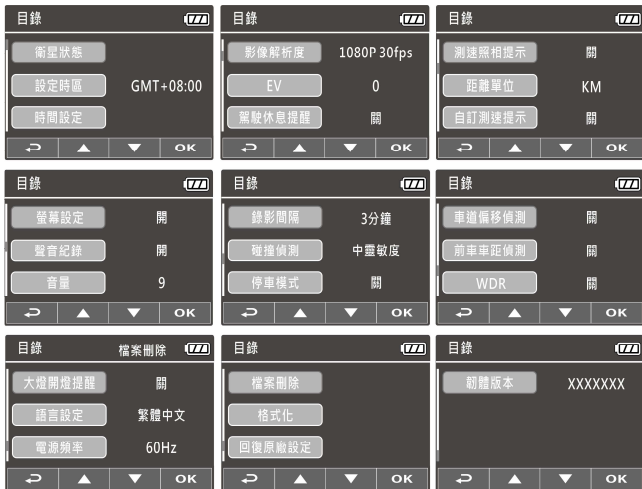 目錄
衛星狀態
設定時區 GMT+08:00
時間設定
OK
目錄
影像解析度 1080P 30fps
EV 0
駕駛休息提醒 關
OK
目錄
測速照相提示 關
距離單位 KM
自訂測速提示 關
OK
目錄
螢幕設定 開
聲音紀錄 開
音量 9
OK
目錄
錄影間隔 3分鐘
碰撞偵測 中靈敏度
停車模式 關
OK
目錄
車道偏移偵測 關
前車車距偵測 關
WDR 關
OK
目錄 檔案刪除
大燈開燈提醒 關
語言設定 繁體中文
電源頻率 60Hz
OK
目錄
檔案刪除
格式化
回復原廠設定
OK
目錄
韌體版本 XXXXXXX
OK